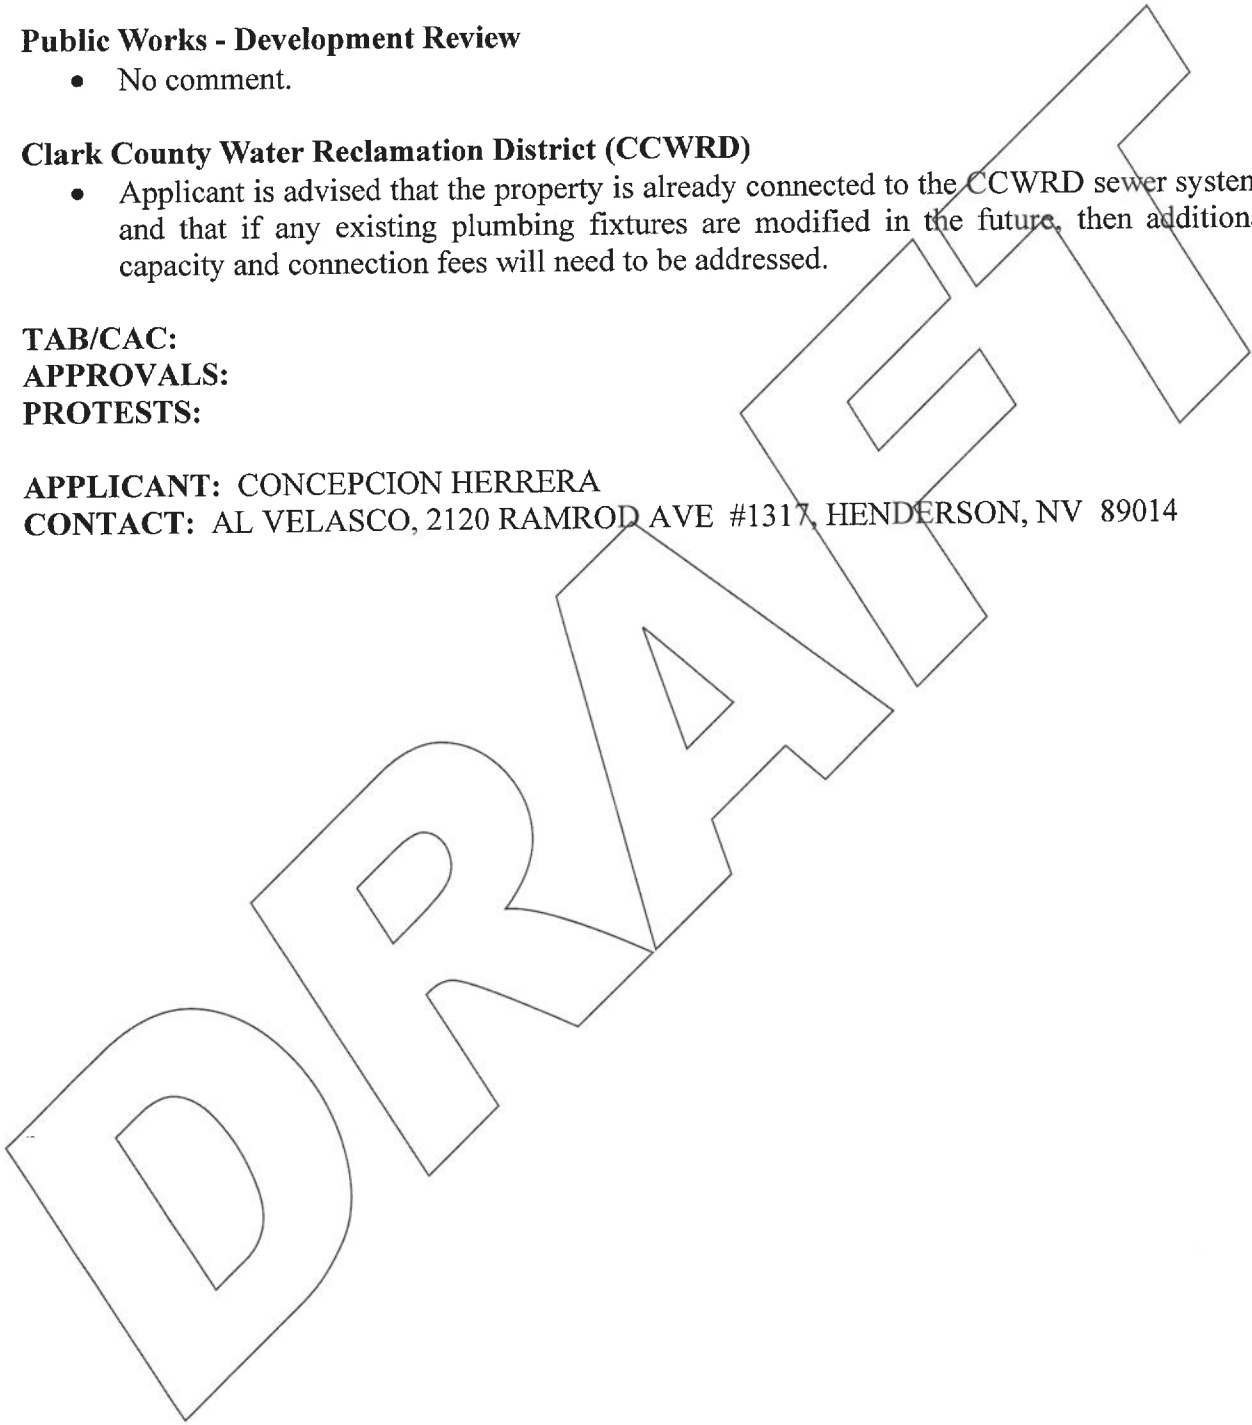 Public Works - Development Review
• No comment.
Clark County Water Reclamation District (CCWRD)
• Applicant is advised that the property is already connected to the CCWRD sewer system
and that if any existing plumbing fixtures are modified in the future, then addition
capacity and connection fees will need to be addressed.
TAB/CAC:
APPROVALS:
PROTESTS:
APPLICANT: CONCEPCION HERRERA
CONTACT: AL VELASCO, 2120 RAMROD AVE #1317, HENDERSON, NV 89014
DRAFT